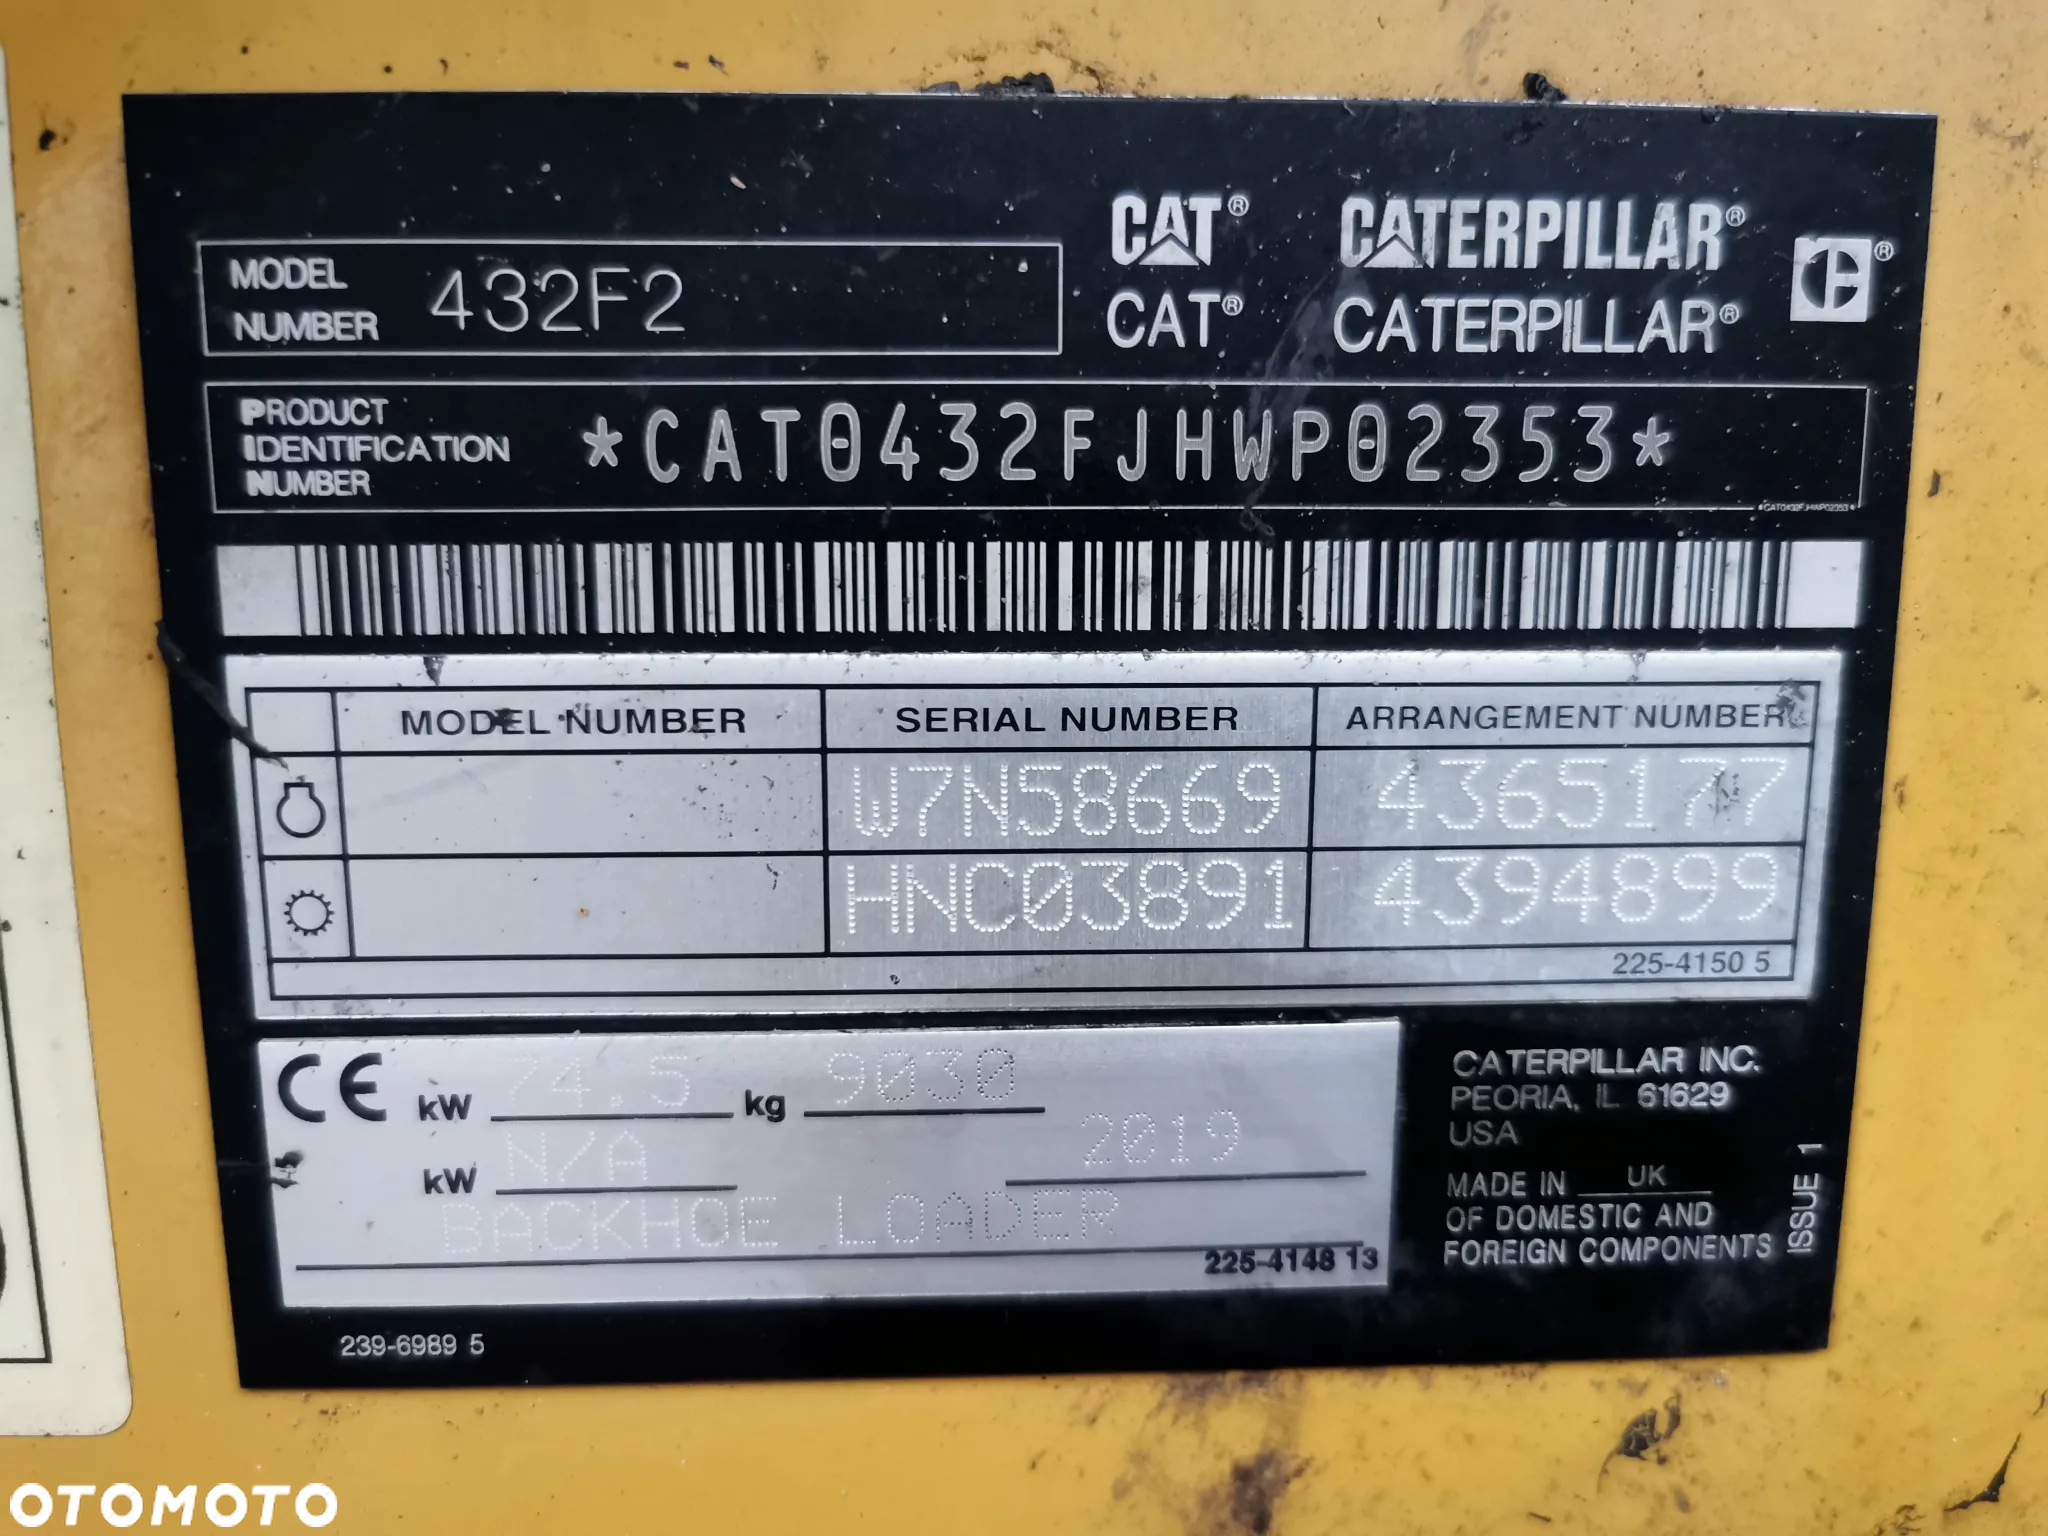 CAT® CATERPILLAR® ®
MODEL NUMBER 432F2
CAT® CATERPILLAR®
PRODUCT IDENTIFICATION NUMBER *CAT0432FJHWP02353*
*CAT0432FJHWP02353*
MODEL NUMBER SERIAL NUMBER ARRANGEMENT NUMBER
W7N58669 4365177
HNC03891 4394899
225-4150 5
CE kW 74.5 kg 9030
kW N/A 2019
BACKHOE LOADER
225-4148 13
CATERPILLAR INC.
PEORIA, IL 61629
USA
MADE IN UK
OF DOMESTIC AND
FOREIGN COMPONENTS
ISSUE 1
239-6989 5
OTOMOTO